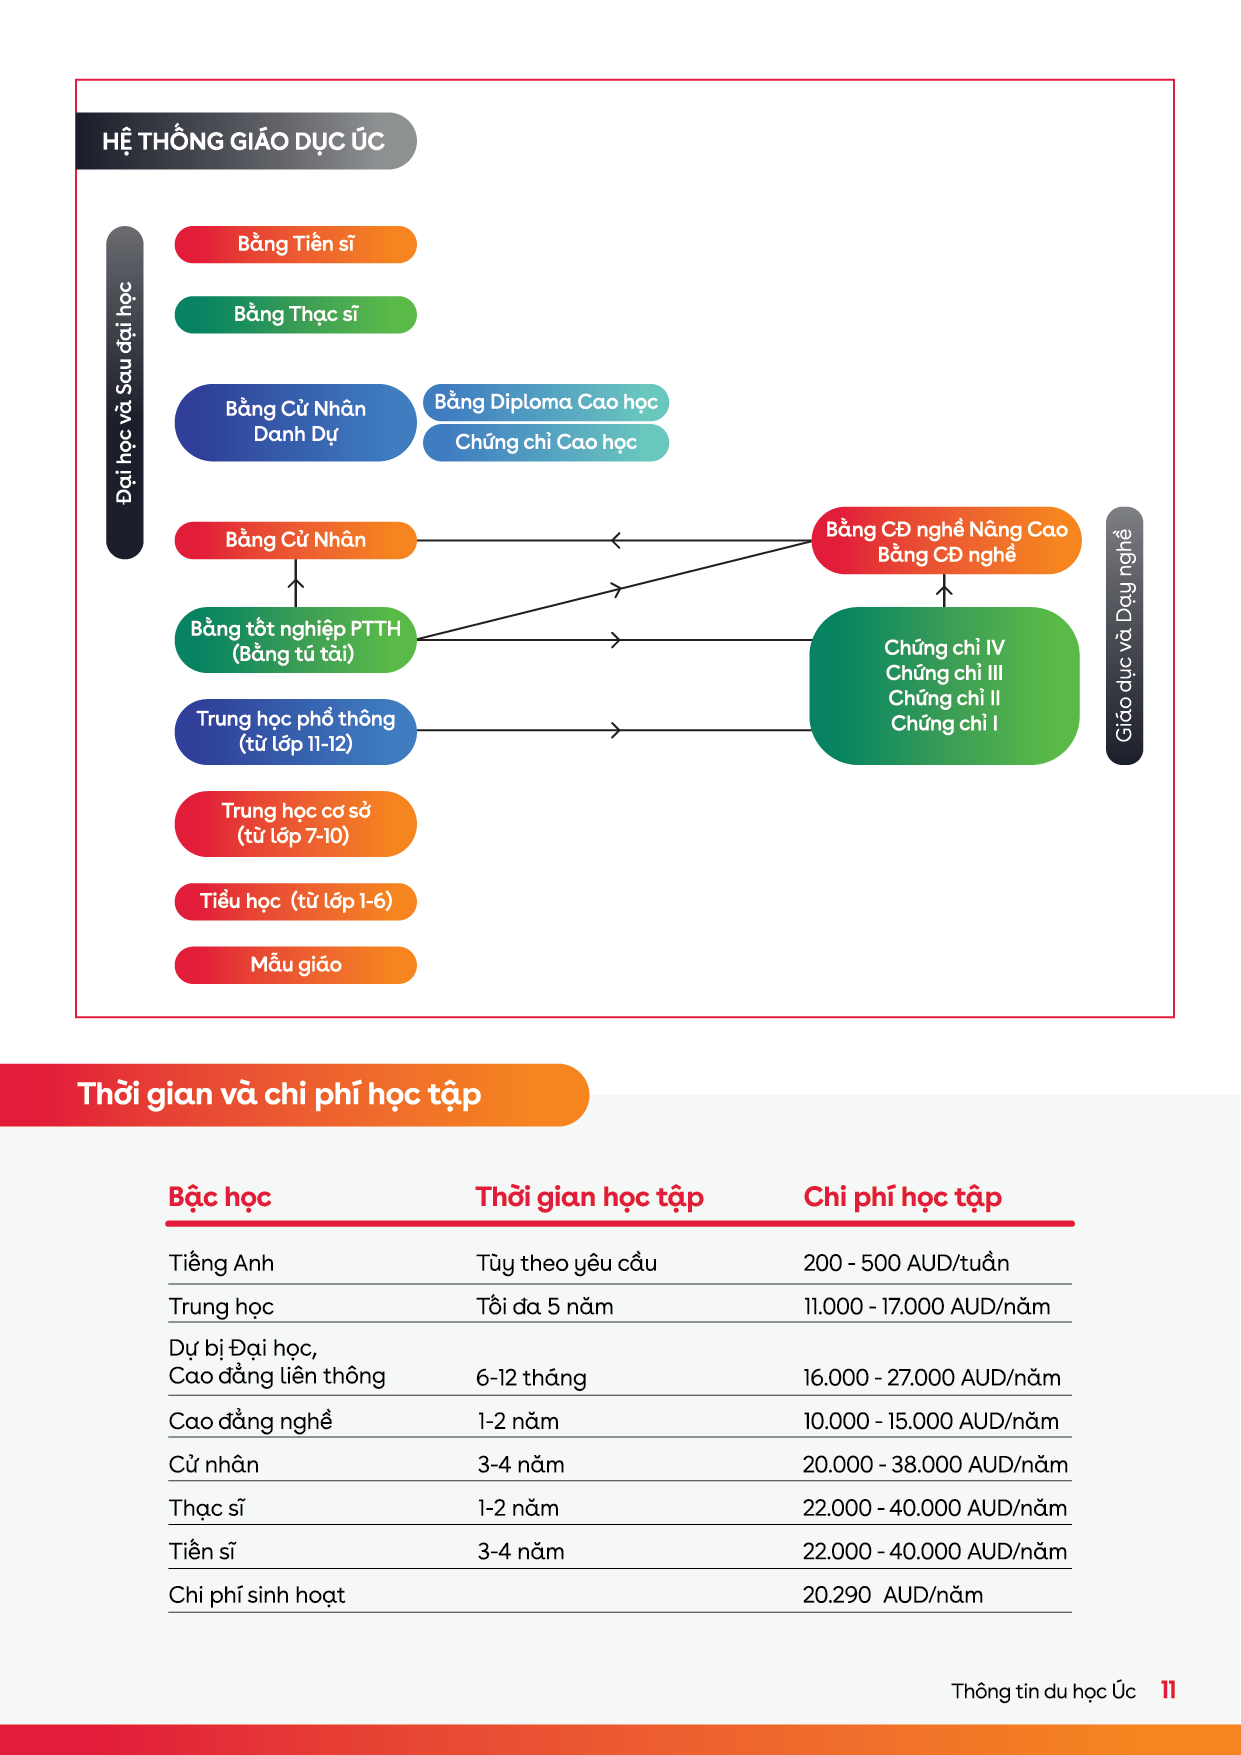 HỆ THỐNG GIÁO DỤC ÚC
Đại học và Sau đại học
Bằng Tiến sĩ
Bằng Thạc sĩ
Bằng Cử Nhân
Danh Dự
Bằng Diploma Cao học
Chứng chỉ Cao học
Bằng Cử Nhân
Bằng CĐ nghề Nâng Cao
Bằng CĐ nghề
Giáo dục và Dạy nghề
Bằng tốt nghiệp PTTH
(Bằng tú tài)
Chứng chỉ IV
Chứng chỉ III
Chứng chỉ II
Chứng chỉ I
Trung học phổ thông
(từ lớp 11-12)
Trung học cơ sở
(từ lớp 7-10)
Tiểu học (từ lớp 1-6)
Mẫu giáo
Thời gian và chi phí học tập
Bậc học Thời gian học tập Chi phí học tập
Tiếng Anh Tùy theo yêu cầu 200 - 500 AUD/tuần
Trung học Tối đa 5 năm 11.000 - 17.000 AUD/năm
Dự bị Đại học,
Cao đẳng liên thông 6-12 tháng 16.000 - 27.000 AUD/năm
Cao đẳng nghề 1-2 năm 10.000 - 15.000 AUD/năm
Cử nhân 3-4 năm 20.000 - 38.000 AUD/năm
Thạc sĩ 1-2 năm 22.000 - 40.000 AUD/năm
Tiến sĩ 3-4 năm 22.000 - 40.000 AUD/năm
Chi phí sinh hoạt 20.290 AUD/năm
Thông tin du học Úc 11